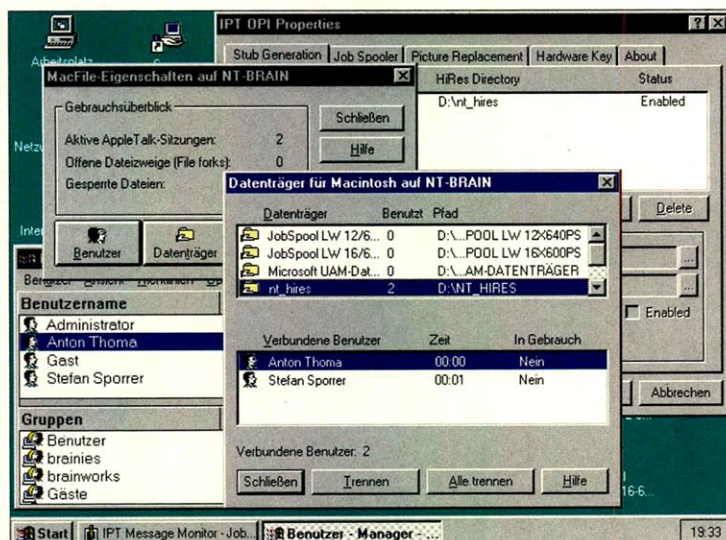 IPT OPI Properties
Stub Generation Job Spooler Picture Replacement Hardware Key About
HiRes Directory Status
D:\nt_hires Enabled
Delete
Enabled
Abbrechen
Arbeitsplatz
MacFile-Eigenschaften auf NT-BRAIN
Gebrauchsüberblick
Aktive AppleTalk-Sitzungen: 2
Offene Dateizweige (File forks): 0
Gesperrte Dateien:
Schließen
Hilfe
Benutzer Datenträger
Datenträger für Macintosh auf NT-BRAIN
Datenträger Benutzt Pfad
JobSpool LW 12/6... 0 D:\...POOL LW 12X640PS
JobSpool LW 16/6... 0 D:\...POOL LW 16X600PS
Microsoft UAM-Dat... 0 D:\...AM-DATENTRÄGER
nt_hires 2 D:\NT_HIRES
Verbundene Benutzer Zeit In Gebrauch
Anton Thoma 00:00 Nein
Stefan Sporrer 00:01 Nein
Verbundene Benutzer: 2
Schließen Trennen Alle trennen Hilfe
Benutzername
Administrator
Anton Thoma
Gast
Stefan Sporrer
Gruppen
Benutzer
brainies
brainworks
Gäste
16-6...
Start IPT Message Monitor - Job... Benutzer - Manager - ...
19:33